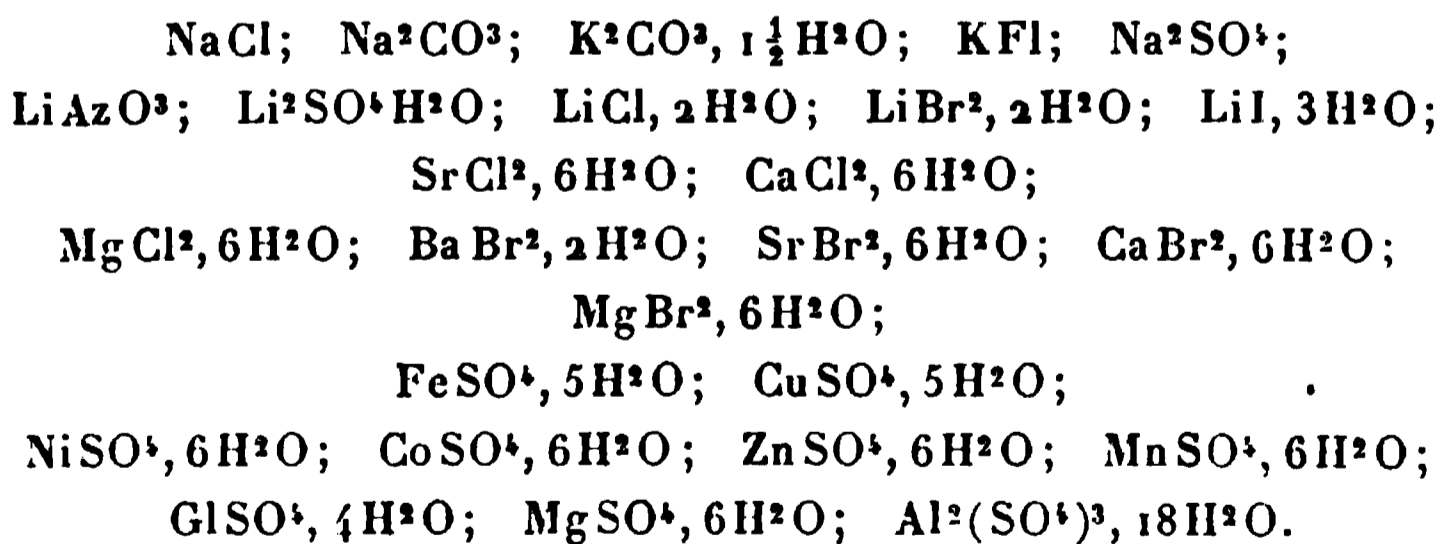 NaCl; Na²CO³; K²CO³, 1½H²O; KFl; Na²SO⁴;
LiAzO³; Li²SO⁴H²O; LiCl, 2H²O; LiBr², 2H²O; LiI, 3H²O;
SrCl², 6H²O; CaCl², 6H²O;
MgCl², 6H²O; BaBr², 2H²O; SrBr², 6H²O; CaBr², 6H²O;
MgBr², 6H²O;
FeSO⁴, 5H²O; CuSO⁴, 5H²O;
NiSO⁴, 6H²O; CoSO⁴, 6H²O; ZnSO⁴, 6H²O; MnSO⁴, 6H²O;
GlSO⁴, 4H²O; MgSO⁴, 6H²O; Al²(SO⁴)³, 18H²O.